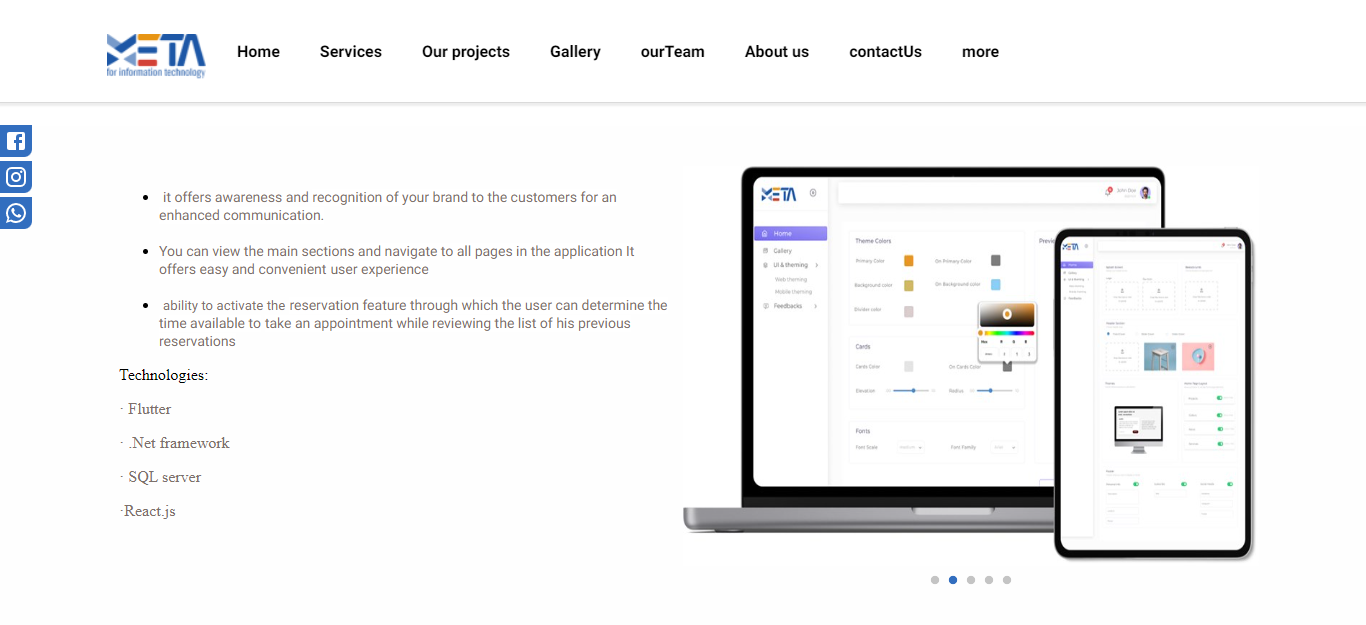 META
for information technology
Home
Services
Our projects
Gallery
ourTeam
About us
contactUs
more
• it offers awareness and recognition of your brand to the customers for an
enhanced communication.
• You can view the main sections and navigate to all pages in the application It
offers easy and convenient user experience
• ability to activate the reservation feature through which the user can determine the
time available to take an appointment while reviewing the list of his previous
reservations
Technologies:
· Flutter
· .Net framework
· SQL server
·React.js
META
John Doe
Home
Gallery
UI & theming
Web theming
Mobile theming
Feedbacks
Theme Colors
Primary Color
On Primary Color
Background color
On Background color
Divider color
Cards
Cards Color
On Cards Color
Elevation
Radius
Fonts
Font Scale
Medium
Font Family
META